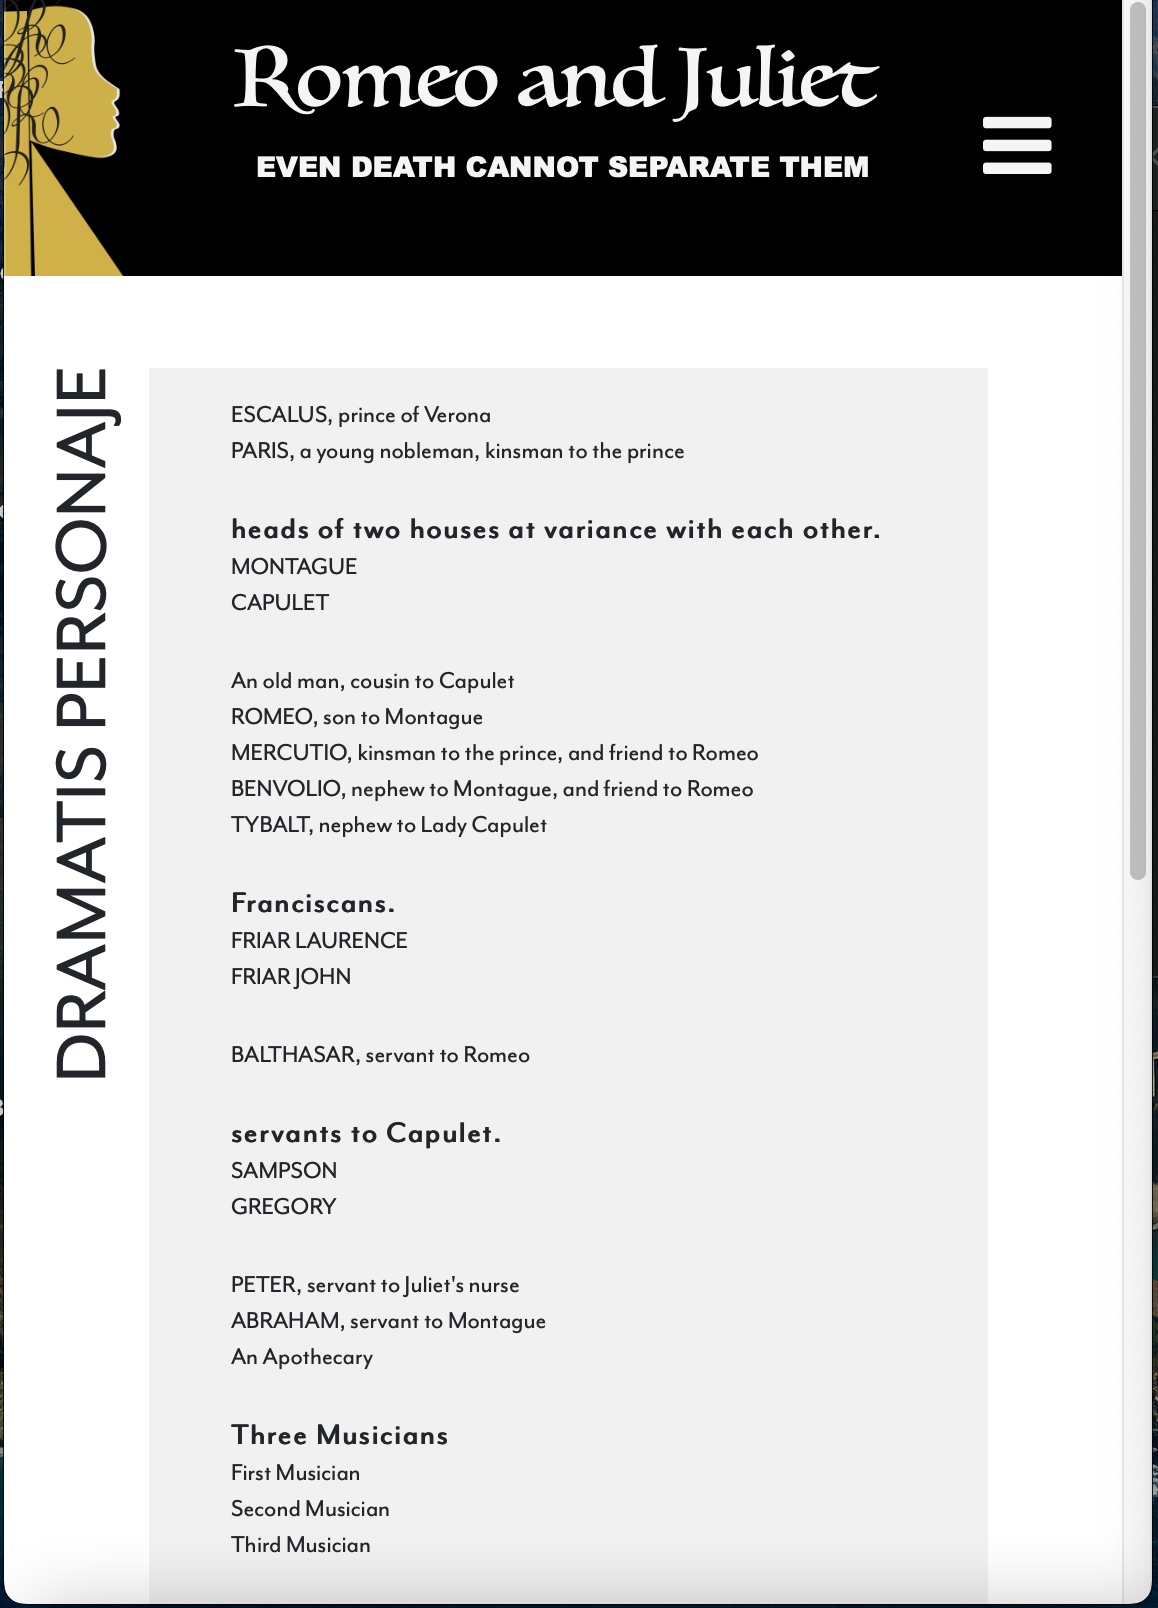 Romeo and Juliet
EVEN DEATH CANNOT SEPARATE THEM
DRAMATIS PERSONAJE
ESCALUS, prince of Verona
PARIS, a young nobleman, kinsman to the prince
heads of two houses at variance with each other.
MONTAGUE
CAPULET
An old man, cousin to Capulet
ROMEO, son to Montague
MERCUTIO, kinsman to the prince, and friend to Romeo
BENVOLIO, nephew to Montague, and friend to Romeo
TYBALT, nephew to Lady Capulet
Franciscans.
FRIAR LAURENCE
FRIAR JOHN
BALTHASAR, servant to Romeo
servants to Capulet.
SAMPSON
GREGORY
PETER, servant to Juliet's nurse
ABRAHAM, servant to Montague
An Apothecary
Three Musicians
First Musician
Second Musician
Third Musician